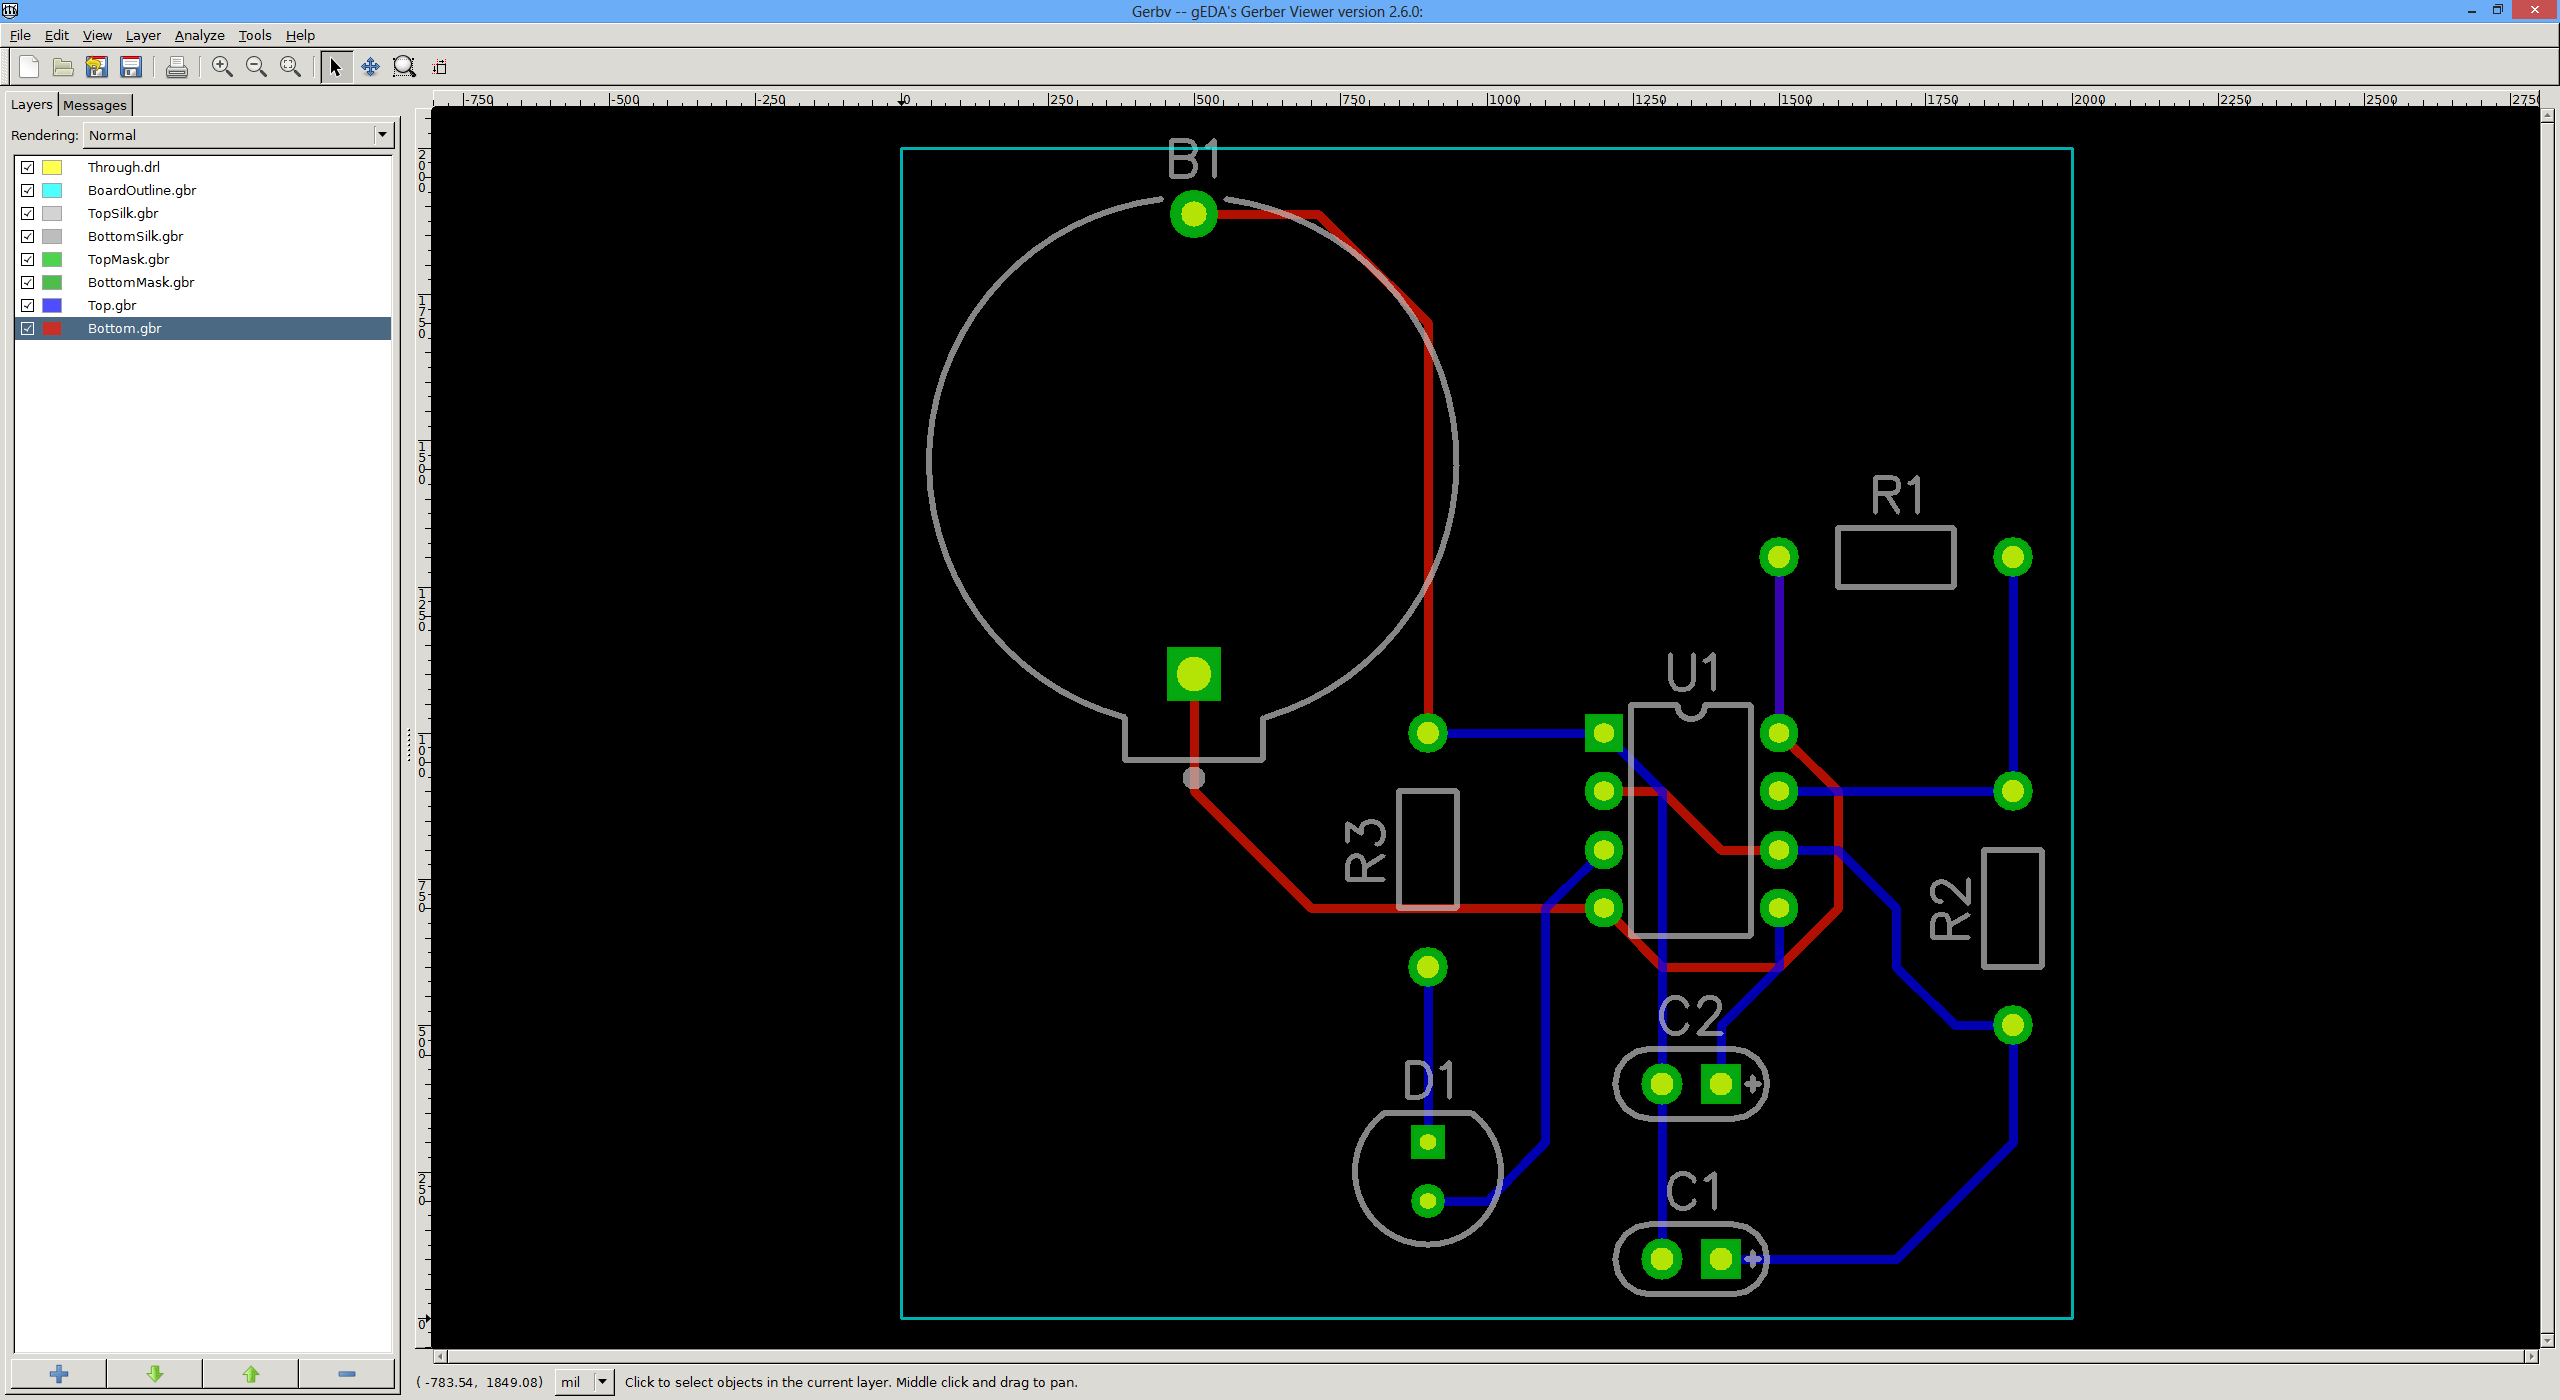 Gerbv -- gEDA's Gerber Viewer version 2.6.0:
File Edit View Layer Analyze Tools Help
Layers Messages
Rendering: Normal
Through.drl
BoardOutline.gbr
TopSilk.gbr
BottomSilk.gbr
TopMask.gbr
BottomMask.gbr
Top.gbr
Bottom.gbr
-750 -500 -250 0 250 500 750 1000 1250 1500 1750 2000 2250 2500 2750
2000
1750
1500
1250
1000
750
500
250
0
B1
R1
U1
R3
R2
C2
D1
C1
+
+
( -783.54, 1849.08) mil Click to select objects in the current layer. Middle click and drag to pan.